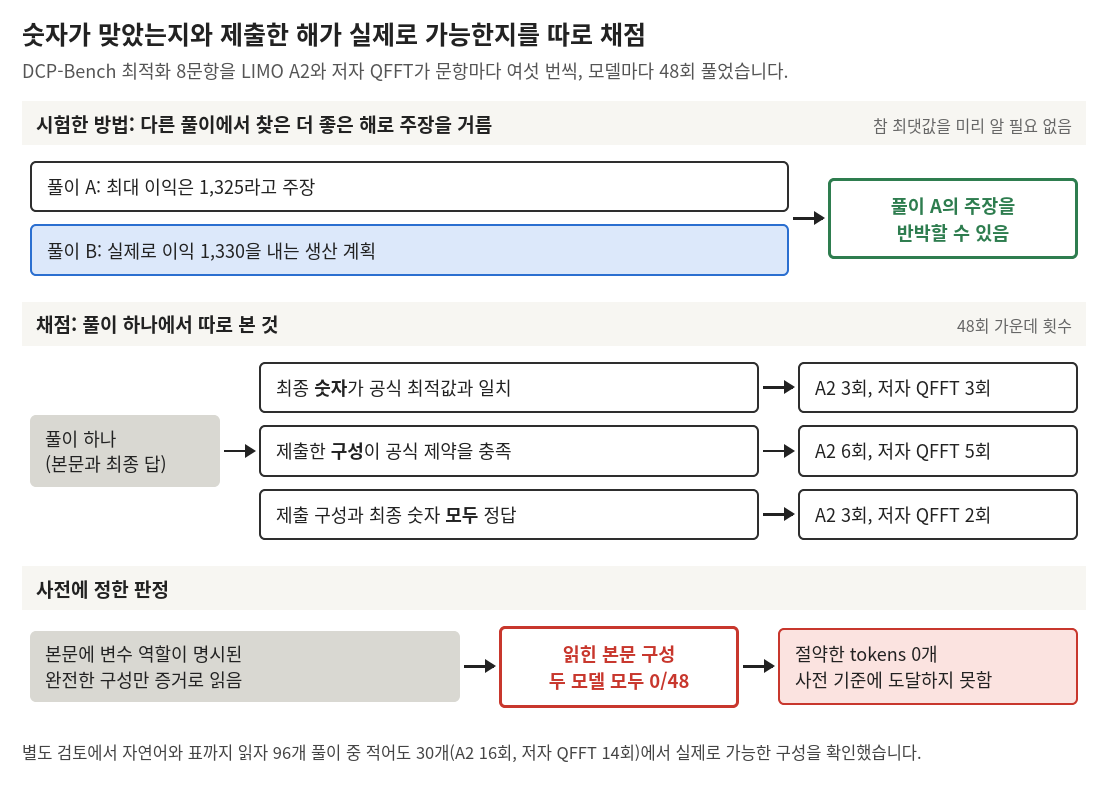 숫자가 맞았는지와 제출한 해가 실제로 가능한지를 따로 채점
DCP-Bench 최적화 8문항을 LIMO A2와 저자 QFFT가 문항마다 여섯 번씩, 모델마다 48회 풀었습니다.
시험한 방법: 다른 풀이에서 찾은 더 좋은 해로 주장을 거름
참 최댓값을 미리 알 필요 없음
풀이 A: 최대 이익은 1,325라고 주장
풀이 B: 실제로 이익 1,330을 내는 생산 계획
풀이 A의 주장을
반박할 수 있음
채점: 풀이 하나에서 따로 본 것
48회 가운데 횟수
풀이 하나
(본문과 최종 답)
최종 숫자가 공식 최적값과 일치
A2 3회, 저자 QFFT 3회
제출한 구성이 공식 제약을 충족
A2 6회, 저자 QFFT 5회
제출 구성과 최종 숫자 모두 정답
A2 3회, 저자 QFFT 2회
사전에 정한 판정
본문에 변수 역할이 명시된
완전한 구성만 증거로 읽음
읽힌 본문 구성
두 모델 모두 0/48
절약한 tokens 0개
사전 기준에 도달하지 못함
별도 검토에서 자연어와 표까지 읽자 96개 풀이 중 적어도 30개(A2 16회, 저자 QFFT 14회)에서 실제로 가능한 구성을 확인했습니다.